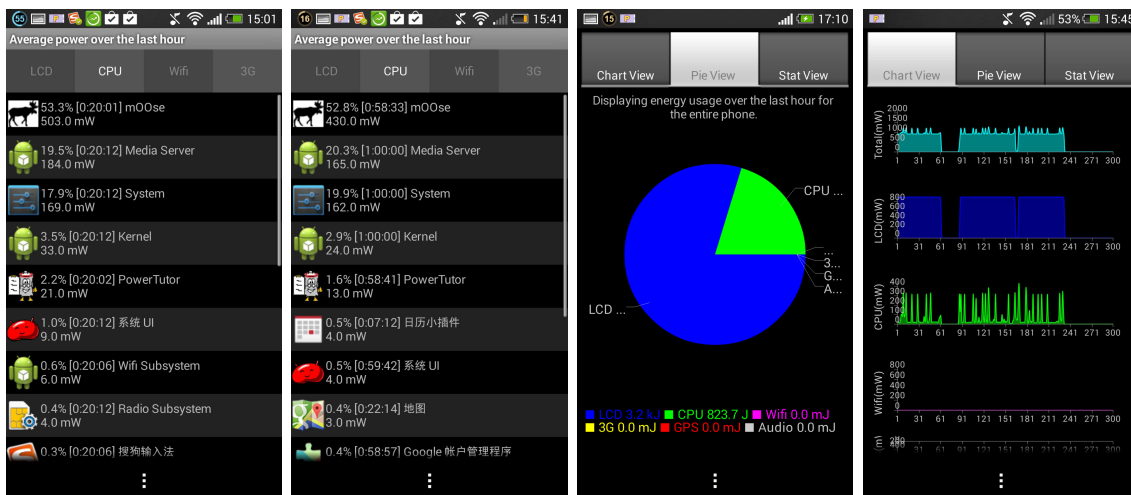 55
15:01
Average power over the last hour
LCD CPU Wifi 3G
53.3% [0:20:01] mOOse
503.0 mW
19.5% [0:20:12] Media Server
184.0 mW
17.9% [0:20:12] System
169.0 mW
3.5% [0:20:12] Kernel
33.0 mW
2.2% [0:20:02] PowerTutor
21.0 mW
1.0% [0:20:12] 系统 UI
9.0 mW
0.6% [0:20:06] Wifi Subsystem
6.0 mW
0.4% [0:20:12] Radio Subsystem
4.0 mW
0.3% [0:20:06] 搜狗输入法
16
15:41
Average power over the last hour
LCD CPU Wifi 3G
52.8% [0:58:33] mOOse
430.0 mW
20.3% [1:00:00] Media Server
165.0 mW
19.9% [1:00:00] System
162.0 mW
2.9% [1:00:00] Kernel
24.0 mW
1.6% [0:58:41] PowerTutor
13.0 mW
0.5% [0:07:12] 日历小插件
4.0 mW
0.5% [0:59:42] 系统 UI
4.0 mW
0.4% [0:22:14] 地图
3.0 mW
0.4% [0:58:57] Google 帐户管理程序
15
17:10
Chart View Pie View Stat View
Displaying energy usage over the last hour for
the entire phone.
CPU ...
...
3...
G...
A...
LCD ...
LCD 3.2 kJ CPU 823.7 J Wifi 0.0 mJ
3G 0.0 mJ GPS 0.0 mJ Audio 0.0 mJ
53% 15:45
Chart View Pie View Stat View
Total(mW)
2000
1500
1000
500
0
1 31 61 91 121 151 181 211 241 271 300
LCD(mW)
800
600
400
200
0
1 31 61 91 121 151 181 211 241 271 300
CPU(mW)
400
300
200
100
0
1 31 61 91 121 151 181 211 241 271 300
Wifi(mW)
800
600
400
200
0
1 31 61 91 121 151 181 211 241 271 300